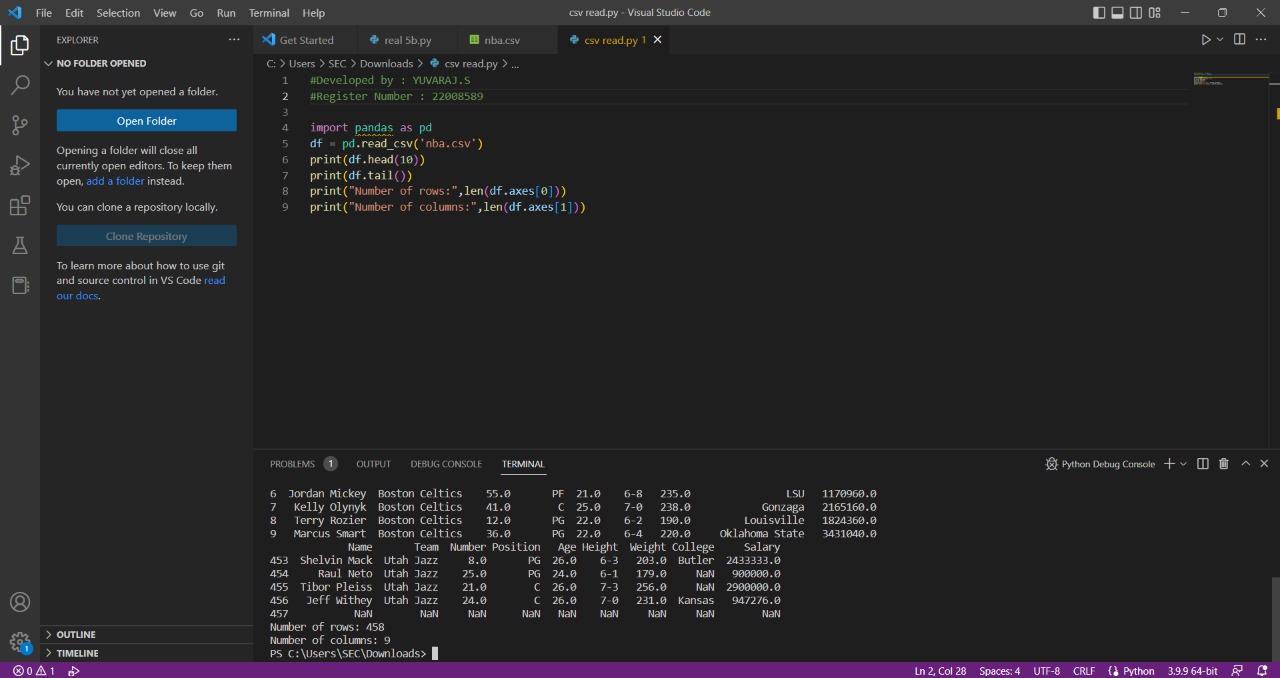 File Edit Selection View Go Run Terminal Help
csv read.py - Visual Studio Code
EXPLORER
NO FOLDER OPENED
You have not yet opened a folder.
Open Folder
Opening a folder will close all
currently open editors. To keep them
open, add a folder instead.
You can clone a repository locally.
Clone Repository
To learn more about how to use git
and source control in VS Code read
our docs.
OUTLINE
TIMELINE
Get Started real 5b.py nba.csv csv read.py 1
C: > Users > SEC > Downloads > csv read.py > ...
1 #Developed by : YUVARAJ.S
2 #Register Number : 22008589
3
4 import pandas as pd
5 df = pd.read_csv('nba.csv')
6 print(df.head(10))
7 print(df.tail())
8 print("Number of rows:",len(df.axes[0]))
9 print("Number of columns:",len(df.axes[1]))
PROBLEMS 1 OUTPUT DEBUG CONSOLE TERMINAL
Python Debug Console
6 Jordan Mickey Boston Celtics 55.0 PF 21.0 6-8 235.0 LSU 1170960.0
7 Kelly Olynyk Boston Celtics 41.0 C 25.0 7-0 238.0 Gonzaga 2165160.0
8 Terry Rozier Boston Celtics 12.0 PG 22.0 6-2 190.0 Louisville 1824360.0
9 Marcus Smart Boston Celtics 36.0 PG 22.0 6-4 220.0 Oklahoma State 3431040.0
Name Team Number Position Age Height Weight College Salary
453 Shelvin Mack Utah Jazz 8.0 PG 26.0 6-3 203.0 Butler 2433333.0
454 Raul Neto Utah Jazz 25.0 PG 24.0 6-1 179.0 NaN 900000.0
455 Tibor Pleiss Utah Jazz 21.0 C 26.0 7-3 256.0 NaN 2900000.0
456 Jeff Withey Utah Jazz 24.0 C 26.0 7-0 231.0 Kansas 947276.0
457 NaN NaN NaN NaN NaN NaN NaN NaN NaN
Number of rows: 458
Number of columns: 9
PS C:\Users\SEC\Downloads>
1
0 1
Ln 2, Col 28 Spaces: 4 UTF-8 CRLF Python 3.9.9 64-bit